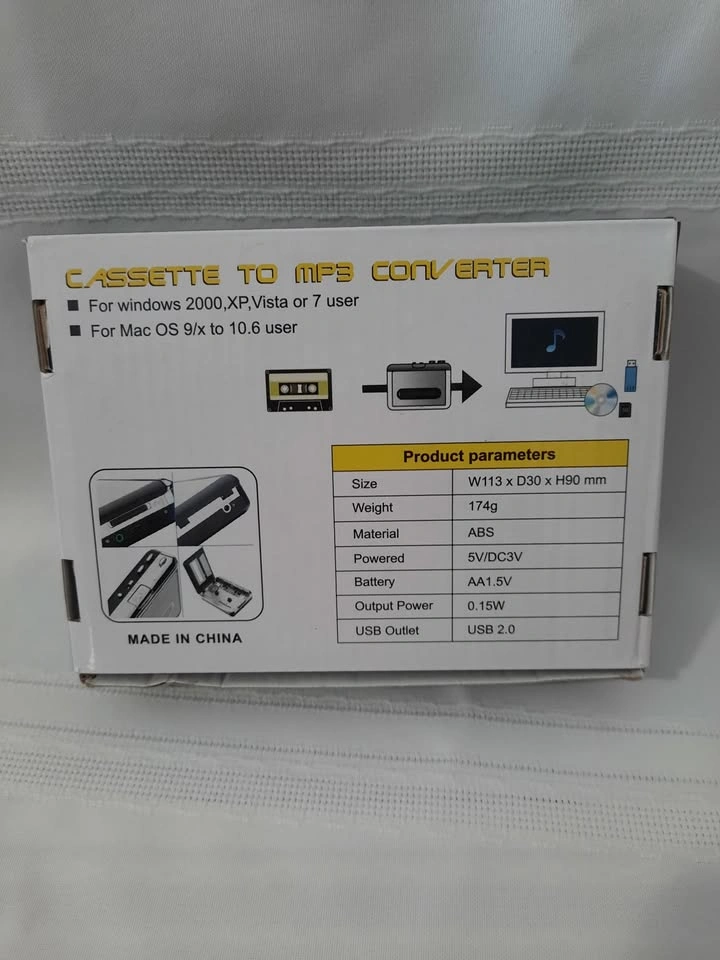 CASSETTE TO MP3 CONVERTER
For windows 2000,XP,Vista or 7 user
For Mac OS 9/x to 10.6 user
Product parameters
Size W113 x D30 x H90 mm
Weight 174g
Material ABS
Powered 5V/DC3V
Battery AA1.5V
Output Power 0.15W
USB Outlet USB 2.0
MADE IN CHINA